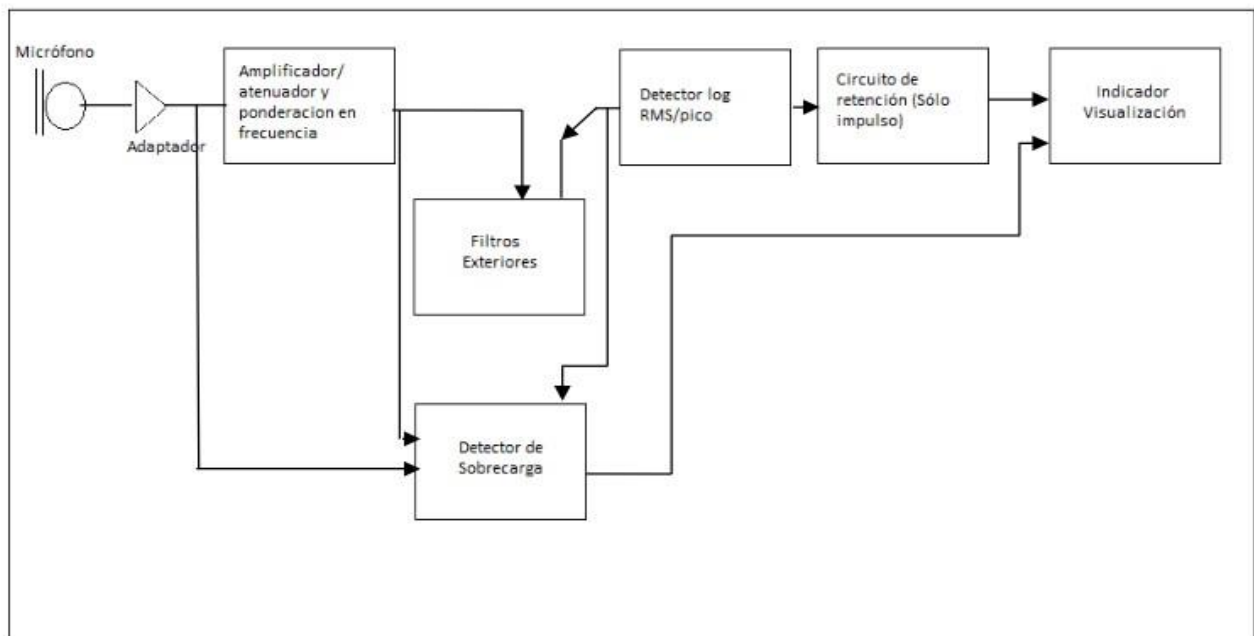 Micrófono
Adaptador
Amplificador/
atenuador y
ponderacion en
frecuencia
Filtros
Exteriores
Detector log
RMS/pico
Circuito de
retención (Sólo
impulso)
Indicador
Visualización
Detector de
Sobrecarga